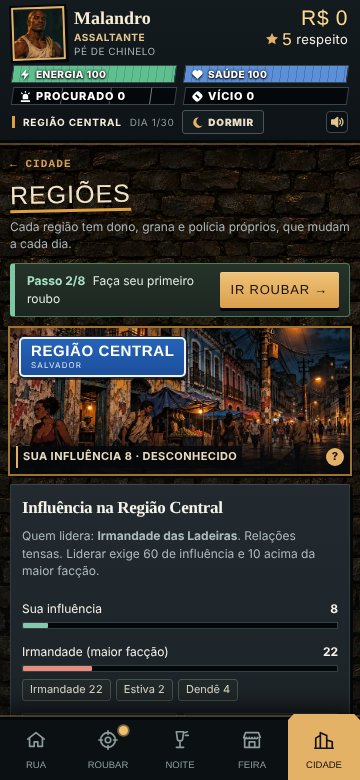 Malandro
ASSALTANTE
PÉ DE CHINELO
R$ 0
5 respeito
ENERGIA 100
SAÚDE 100
PROCURADO 0
VÍCIO 0
REGIÃO CENTRAL DIA 1/30
DORMIR
← CIDADE
REGIÕES
Cada região tem dono, grana e polícia próprios, que mudam
a cada dia.
Passo 2/8 Faça seu primeiro
roubo
IR ROUBAR →
REGIÃO CENTRAL
SALVADOR
SUA INFLUÊNCIA 8 · DESCONHECIDO
?
Influência na Região Central
Quem lidera: Irmandade das Ladeiras. Relações
tensas. Liderar exige 60 de influência e 10 acima da
maior facção.
Sua influência 8
Irmandade (maior facção) 22
Irmandade 22
Estiva 2
Dendê 4
RUA
ROUBAR
NOITE
FEIRA
CIDADE